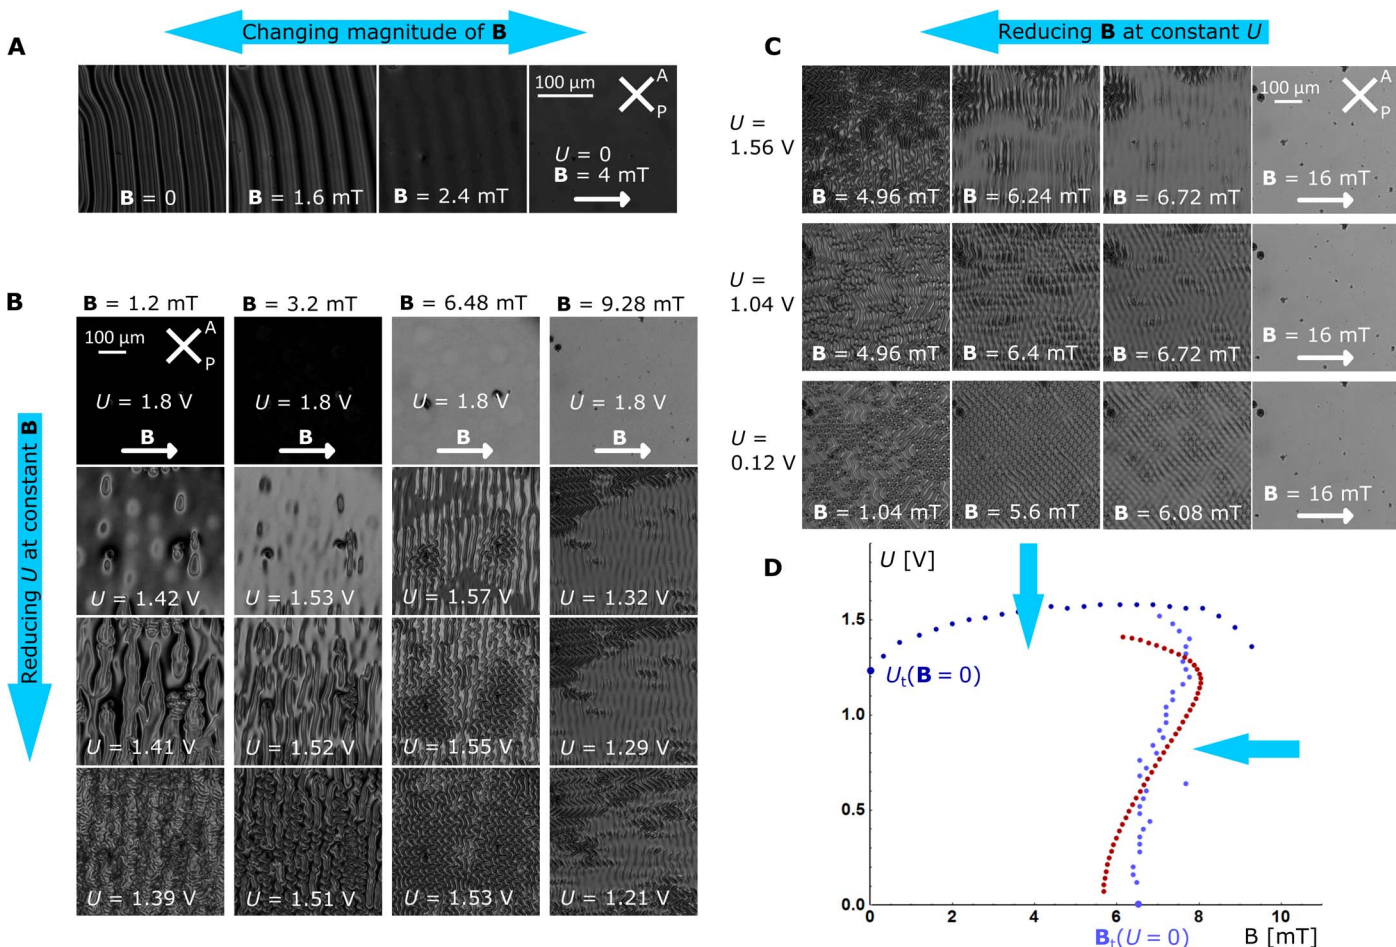 Changing magnitude of B
A
100 µm
A
P
U = 0
B = 0
B = 1.6 mT
B = 2.4 mT
B = 4 mT
B
B = 1.2 mT
B = 3.2 mT
B = 6.48 mT
B = 9.28 mT
Reducing U at constant B
100 µm
A
P
U = 1.8 V
U = 1.8 V
U = 1.8 V
U = 1.8 V
B
B
B
B
U = 1.42 V
U = 1.53 V
U = 1.57 V
U = 1.32 V
U = 1.41 V
U = 1.52 V
U = 1.55 V
U = 1.29 V
U = 1.39 V
U = 1.51 V
U = 1.53 V
U = 1.21 V
Reducing B at constant U
C
100 µm
A
P
U =
1.56 V
B = 4.96 mT
B = 6.24 mT
B = 6.72 mT
B = 16 mT
U =
1.04 V
B = 4.96 mT
B = 6.4 mT
B = 6.72 mT
B = 16 mT
U =
0.12 V
B = 1.04 mT
B = 5.6 mT
B = 6.08 mT
B = 16 mT
D
U [V]
1.5
Ut(B = 0)
1.0
0.5
0.0
0
2
4
6
8
10
Bt(U = 0)
B [mT]